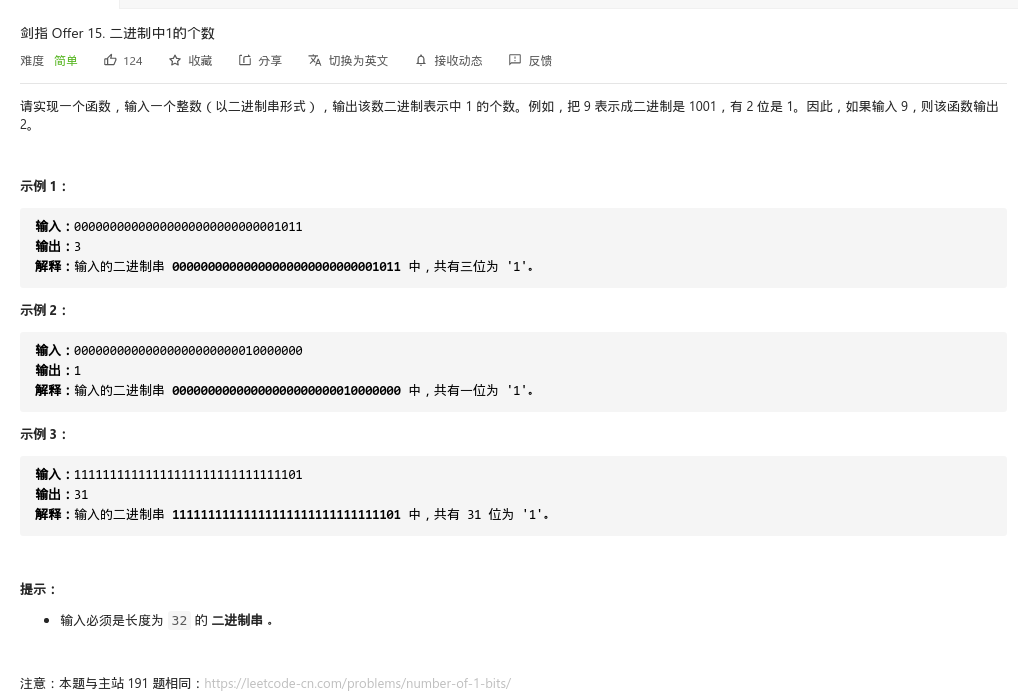 剑指 Offer 15. 二进制中1的个数
难度 简单 124 收藏 分享 切换为英文 接收动态 反馈
请实现一个函数，输入一个整数（以二进制串形式），输出该数二进制表示中 1 的个数。例如，把 9 表示成二进制是 1001，有 2 位是 1。因此，如果输入 9，则该函数输出
2。
示例 1：
输入：00000000000000000000000000001011
输出：3
解释：输入的二进制串 00000000000000000000000000001011 中，共有三位为 '1'。
示例 2：
输入：00000000000000000000000010000000
输出：1
解释：输入的二进制串 00000000000000000000000010000000 中，共有一位为 '1'。
示例 3：
输入：11111111111111111111111111111101
输出：31
解释：输入的二进制串 11111111111111111111111111111101 中，共有 31 位为 '1'。
提示：
• 输入必须是长度为 32 的 二进制串 。
注意：本题与主站 191 题相同：https://leetcode-cn.com/problems/number-of-1-bits/